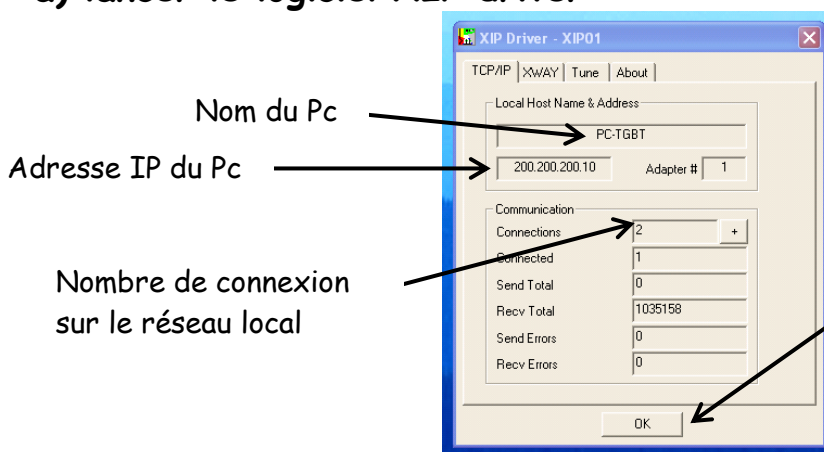 a) lancer le logiciel XIP driver
XIP Driver - XIP01
TCP/IP XWAY Tune About
Local Host Name & Address
Nom du Pc
PC-TGBT
Adresse IP du Pc
200.200.200.10 Adapter # 1
Communication
Connections 2 +
Connected 1
Nombre de connexion
sur le réseau local
Send Total 0
Recv Total 1035158
Send Errors 0
Recv Errors 0
OK